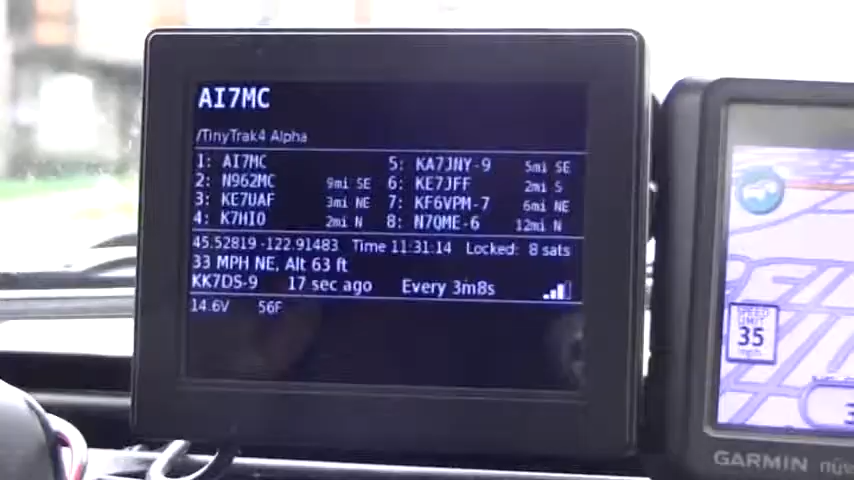 AI7MC
/TinyTrak4 Alpha
1: AI7MC 5: KA7JNY-9 5mi SE
2: N962MC 9mi SE 6: KE7JFF 2mi S
3: KE7UAF 3mi NE 7: KF6VPM-7 6mi NE
4: K7HIO 2mi N 8: N7QME-6 12mi N
45.52819 -122.91483 Time 11:31:14 Locked: 8 sats
33 MPH NE, Alt 63 ft
KK7DS-9 17 sec ago Every 3m8s
14.6V 56F
SPEED
LIMIT
35
mph
GARMIN